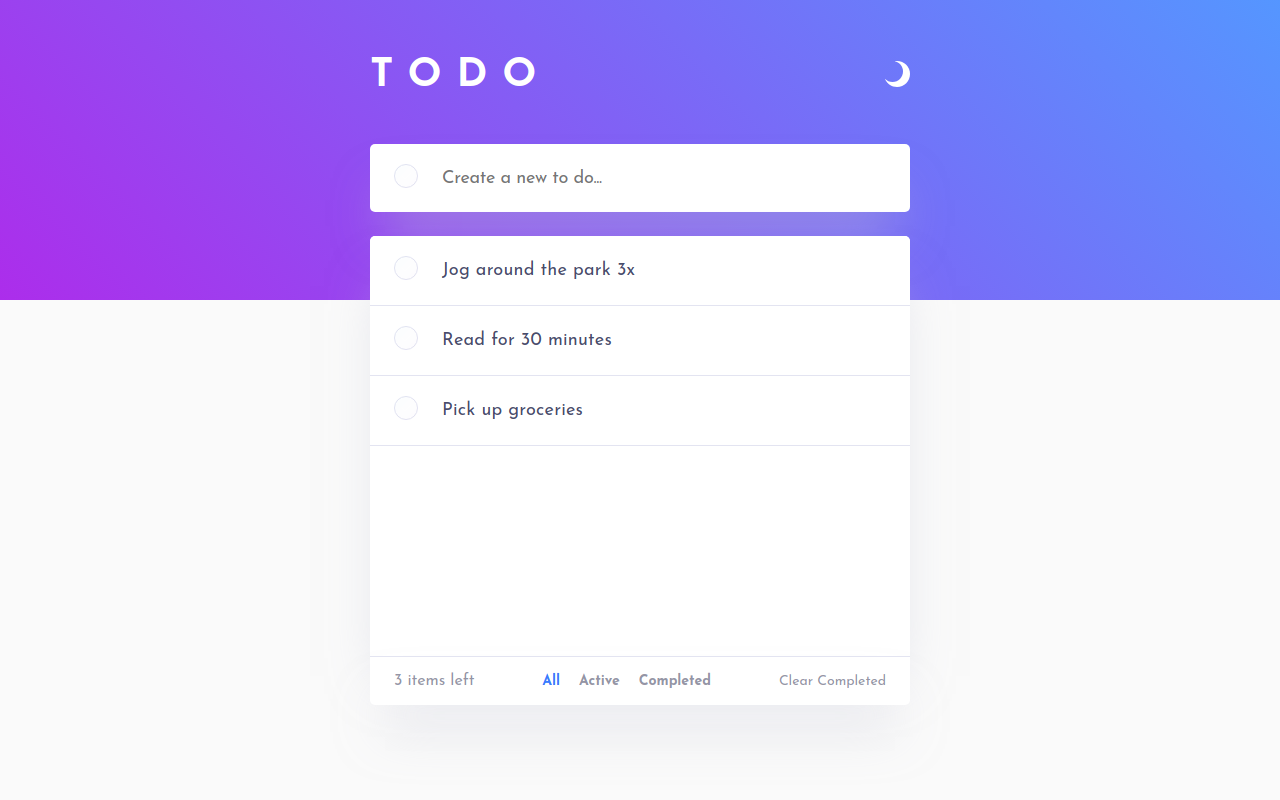 TODO
Create a new to do...
Jog around the park 3x
Read for 30 minutes
Pick up groceries
3 items left All Active Completed Clear Completed